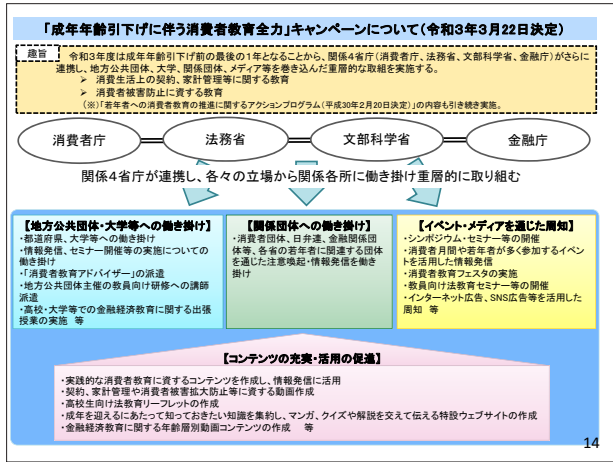 「成年年齢引下げに伴う消費者教育全力」キャンペーンについて(令和3年3月22日決定)
趣旨
令和3年度は成年年齢引下げ前の最後の1年となることから、関係4省庁(消費者庁、法務省、文部科学省、金融庁)がさらに
連携し、地方公共団体、大学、関係団体、メディア等を巻き込んだ重層的な取組を実施する。
➢ 消費生活上の契約、家計管理等に関する教育
➢ 消費者被害防止に資する教育
(※)「若年者への消費者教育の推進に関するアクションプログラム(平成30年2月20日決定)」の内容も引き続き実施。
消費者庁
法務省
文部科学省
金融庁
関係4省庁が連携し、各々の立場から関係各所に働き掛け重層的に取り組む
【地方公共団体・大学等への働き掛け】
・都道府県、大学等への働き掛け
・情報発信、セミナー開催等の実施についての
働き掛け
・「消費者教育アドバイザー」の派遣
・地方公共団体主催の教員向け研修への講師
派遣
・高校・大学等での金融経済教育に関する出張
授業の実施 等
【関係団体への働き掛け】
・消費者団体、日弁連、金融関係団
体等、各省の若年者に関連する団体
を通じた注意喚起・情報発信を働き
掛け
【イベント・メディアを通じた周知】
・シンポジウム・セミナー等の開催
・消費者月間や若年者が多く参加するイベン
トを活用した情報発信
・消費者教育フェスタの実施
・教員向け法教育セミナー等の開催
・インターネット広告、SNS広告等を活用した
周知 等
【コンテンツの充実・活用の促進】
・実践的な消費者教育に資するコンテンツを作成し、情報発信に活用
・契約、家計管理や消費者被害拡大防止等に資する動画作成
・高校生向け法教育リーフレットの作成
・成年を迎えるにあたって知っておきたい知識を集約し、マンガ、クイズや解説を交えて伝える特設ウェブサイトの作成
・金融経済教育に関する年齢層別動画コンテンツの作成 等
14